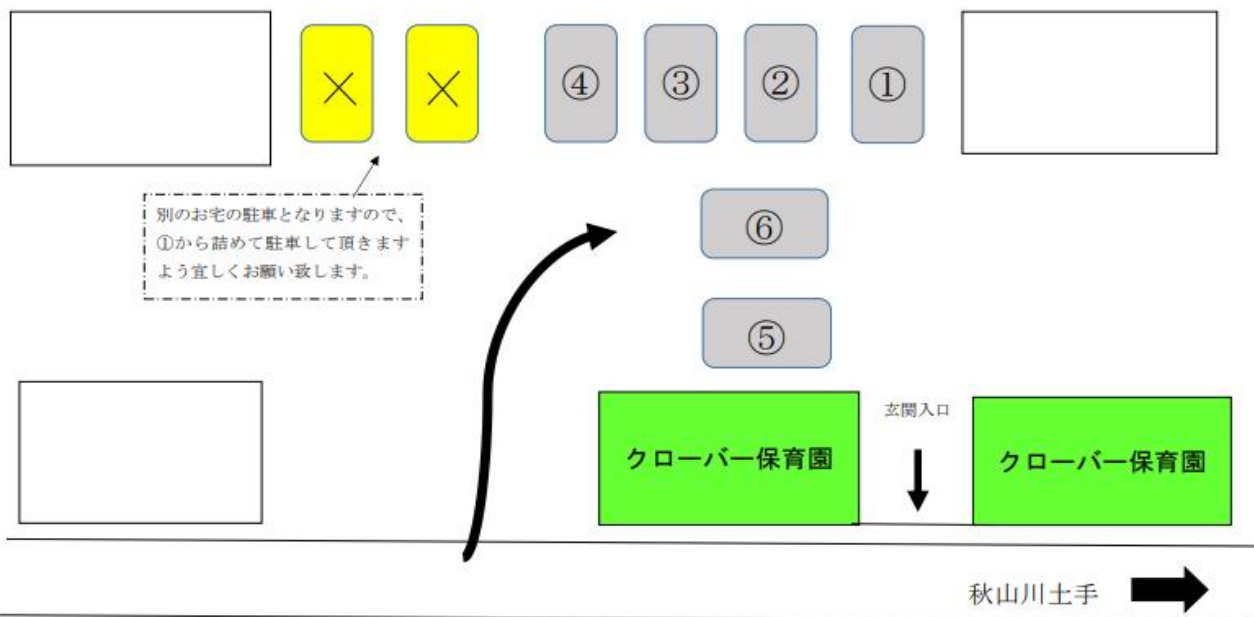 ×
×
④
③
②
①
別のお宅の駐車となりますので、
①から詰めて駐車して頂きます
よう宜しくお願い致します。
⑥
⑤
玄関入口
クローバー保育園
クローバー保育園
秋山川土手